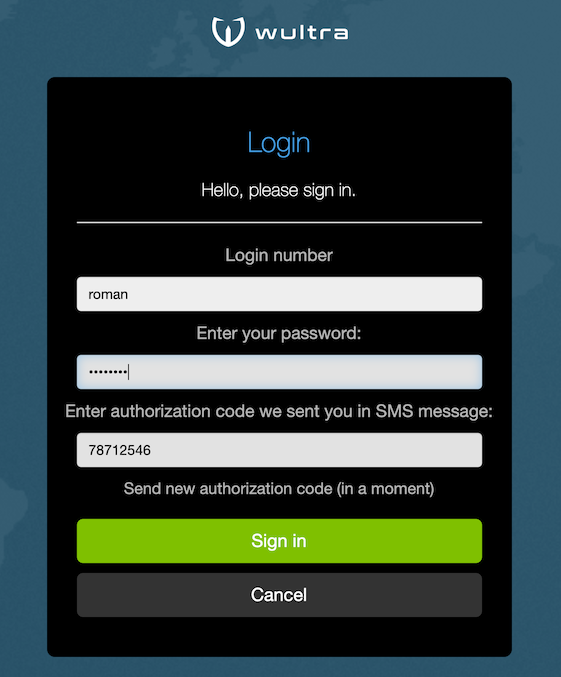 wultra
Login
Hello, please sign in.
Login number
roman
Enter your password:
••••••••
Enter authorization code we sent you in SMS message:
78712546
Send new authorization code (in a moment)
Sign in
Cancel